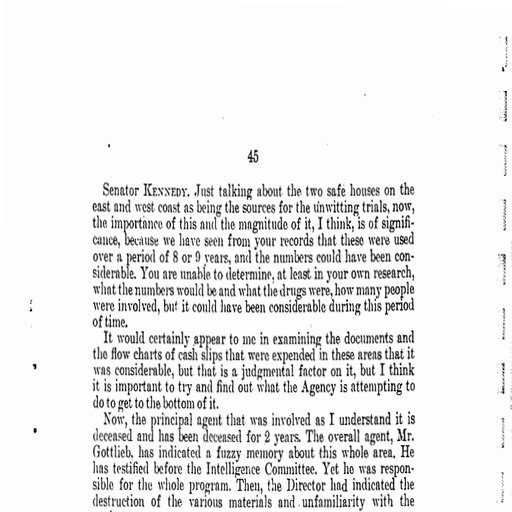 45
Senator KENNEDY. Just talking about the two safe houses on the
east and west coast as being the sources for the unwitting trials, now,
the importance of this and the magnitude of it, I think, is of signifi-
cance, because we have seen from your records that these were used
over a period of 8 or 9 years, and the numbers could have been con-
siderable. You are unable to determine, at least in your own research,
what the numbers would be and what the drugs were, how many people
were involved, but it could have been considerable during this period
of time.
It would certainly appear to me in examining the documents and
the flow charts of cash slips that were expended in these areas that it
was considerable, but that is a judgmental factor on it, but I think
it is important to try and find out what the Agency is attempting to
do to get to the bottom of it.
Now, the principal agent that was involved as I understand it is
deceased and has been deceased for 2 years. The overall agent, Mr.
Gottlieb, has indicated a fuzzy memory about this whole area. He
has testified before the Intelligence Committee. Yet he was respon-
sible for the whole program. Then, the Director had indicated the
destruction of the various materials and unfamiliarity with the